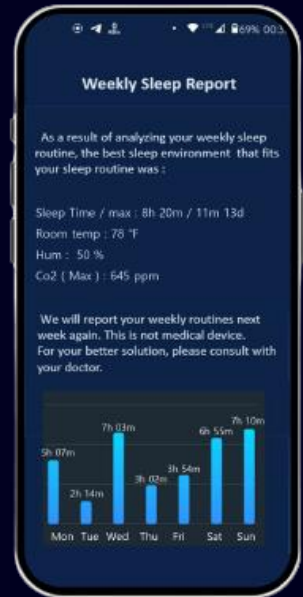 69% 00:3
Weekly Sleep Report
As a result of analyzing your weekly sleep
routine, the best sleep environment that fits
your sleep routine was :
Sleep Time / max : 8h 20m / 11m 13d
Room temp : 78 °F
Hum : 50 %
Co2 ( Max ) : 645 ppm
We will report your weekly routines next
week again. This is not medical device.
For your better solution, please consult with
your doctor.
5h 07m
2h 14m
7h 03m
3h 02m
3h 54m
6h 55m
7h 10m
Mon Tue Wed Thu Fri Sat Sun